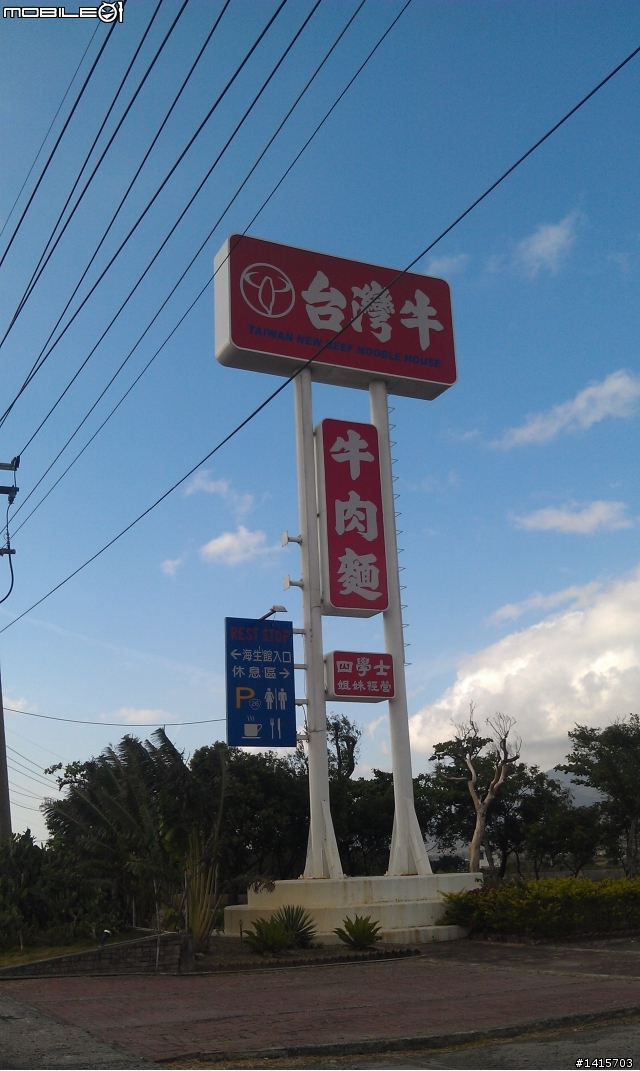 MOBILE01
台灣牛
TAIWAN NEW BEEF NOODLE HOUSE
牛肉麵
REST STOP
←海生館入口
休息區→
P 26
四學士
姐妹經營
#1415703